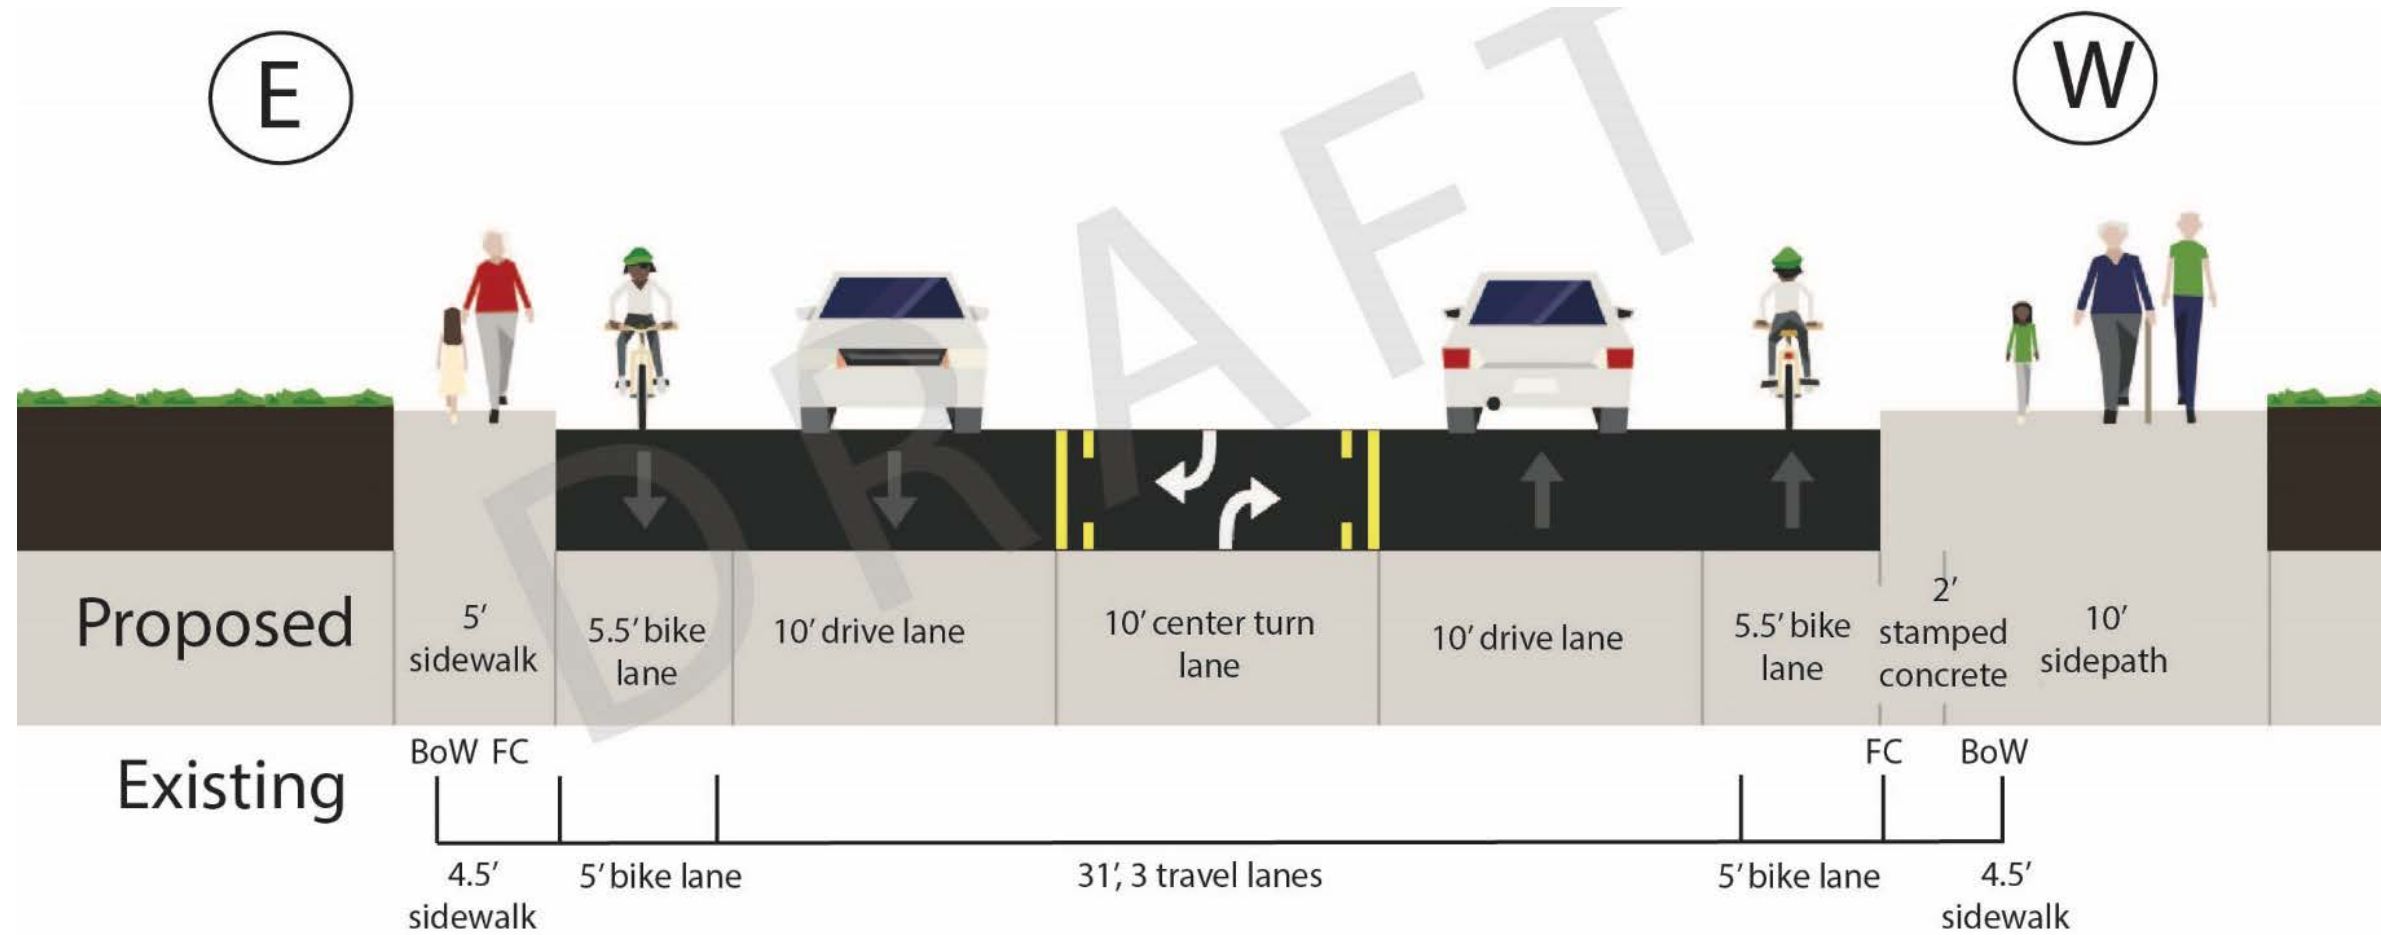 E
W
DRAFT
Proposed
5'
sidewalk
5.5' bike
lane
10' drive lane
10' center turn
lane
10' drive lane
5.5' bike
lane
2'
stamped
concrete
10'
sidepath
Existing
BoW FC
FC
BoW
4.5'
sidewalk
5' bike lane
31', 3 travel lanes
5' bike lane
4.5'
sidewalk